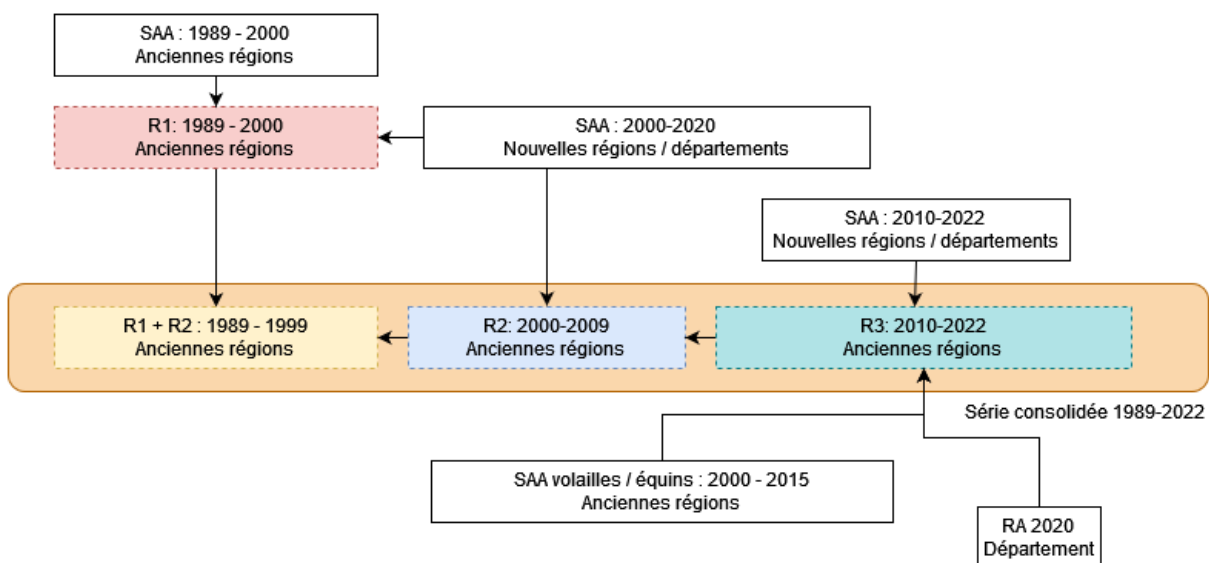 SAA : 1989 - 2000
Anciennes régions
R1: 1989 - 2000
Anciennes régions
SAA : 2000-2020
Nouvelles régions / départements
SAA : 2010-2022
Nouvelles régions / départements
R1 + R2 : 1989 - 1999
Anciennes régions
R2: 2000-2009
Anciennes régions
R3: 2010-2022
Anciennes régions
Série consolidée 1989-2022
SAA volailles / équins : 2000 - 2015
Anciennes régions
RA 2020
Département